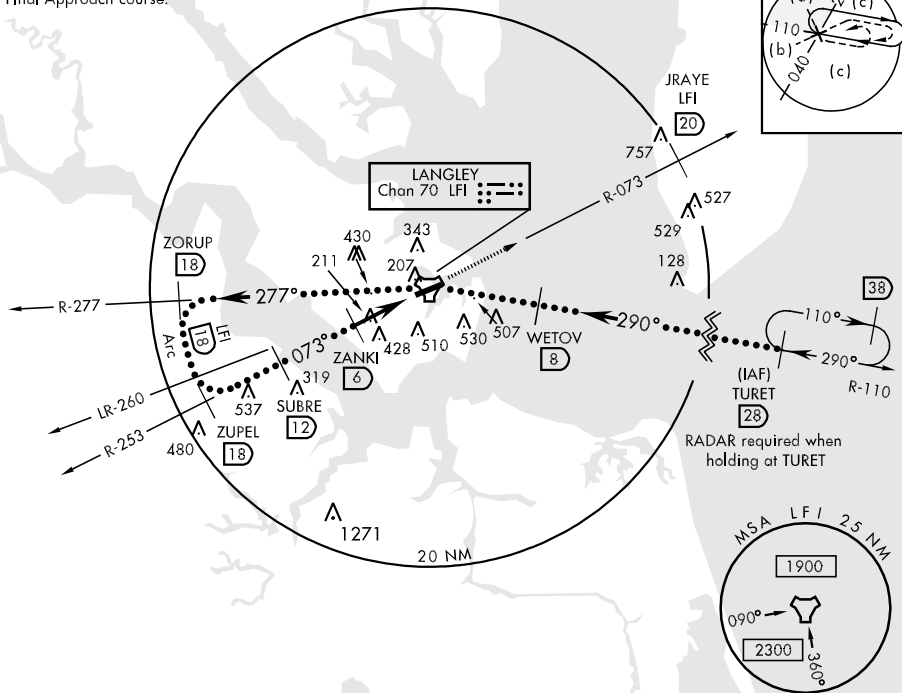 Final Approach course.
(c)
110
(b)
040
(c)
JRAYE
LFI
20
757
R-073
LANGLEY
Chan 70 LFI
527
529
ZORUP
18
430
343
211
207
128
38
R-277
277°
110°
LFI
18
Arc
073°
507
290°
290°
WETOV
8
530
510
428
ZANKI
6
R-110
(IAF)
TURET
28
LR-260
319
SUBRE
12
537
R-253
ZUPEL
18
480
RADAR required when
holding at TURET
1271
20 NM
MSA LFI 25 NM
1900
090°
2300
360°